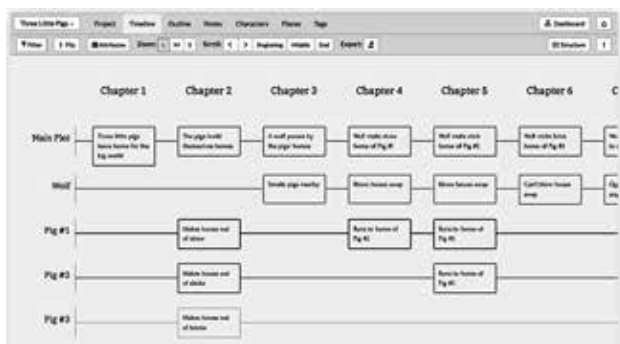 Three Little Pigs
Project Timeline Outline Notes Characters Places Tags
Dashboard
Filter Flip Attributes Zoom: Scroll: Beginning Middle End Export:
Structure
Chapter 1 Chapter 2 Chapter 3 Chapter 4 Chapter 5 Chapter 6 C
Main Plot
Three little pigs
leave home for the
big world
The pigs build
themselves homes
A wolf passes by
the pigs' homes
Wolf visits straw
home of Pig #1
Wolf visits stick
home of Pig #2
Wolf visits brick
home of Pig #3
Wolf
Smells pigs nearby
Blows house away
Blows house away
Can't blow house
away
Pig #1
Makes house out
of straw
Runs to home of
Pig #2
Runs to home of
Pig #3
Pig #2
Makes house out
of sticks
Runs to home of
Pig #3
Pig #3
Makes house out
of bricks